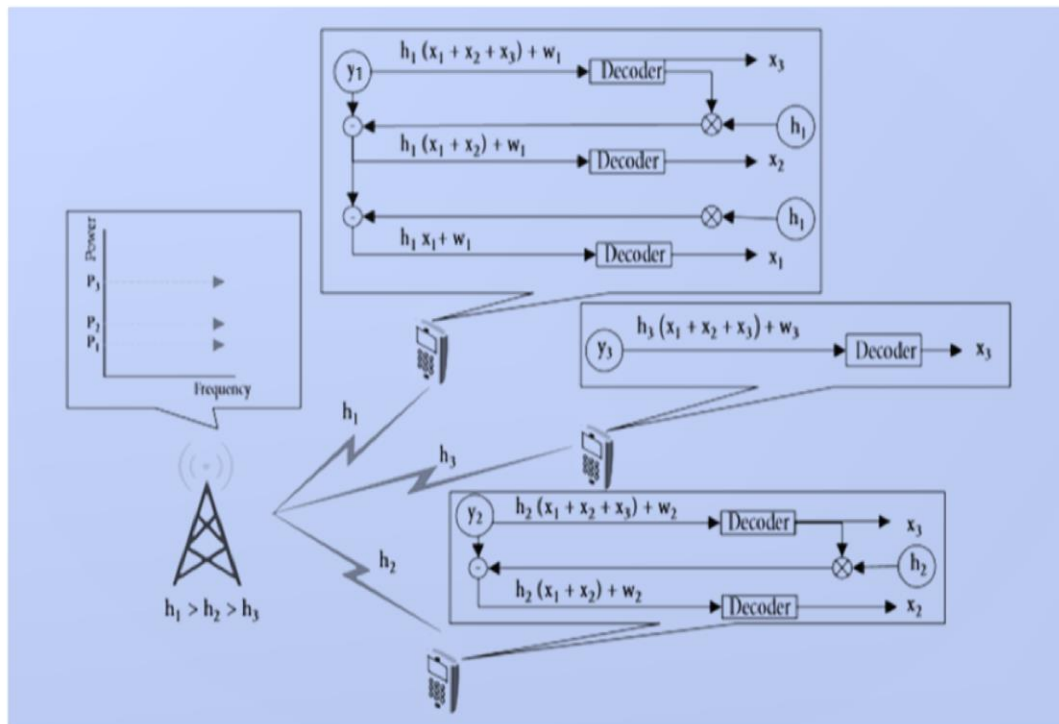 h₁ (x₁ + x₂ + x₃) + w₁
y₁
Decoder
x₃
-
h₁
h₁ (x₁ + x₂) + w₁
Decoder
x₂
-
h₁
h₁ x₁ + w₁
Decoder
x₁
Power
P₃
P₂
P₁
Frequency
h₃ (x₁ + x₂ + x₃) + w₃
y₃
Decoder
x₃
h₁
h₃
h₂
h₁ > h₂ > h₃
y₂
h₂ (x₁ + x₂ + x₃) + w₂
Decoder
x₃
-
h₂
h₂ (x₁ + x₂) + w₂
Decoder
x₂